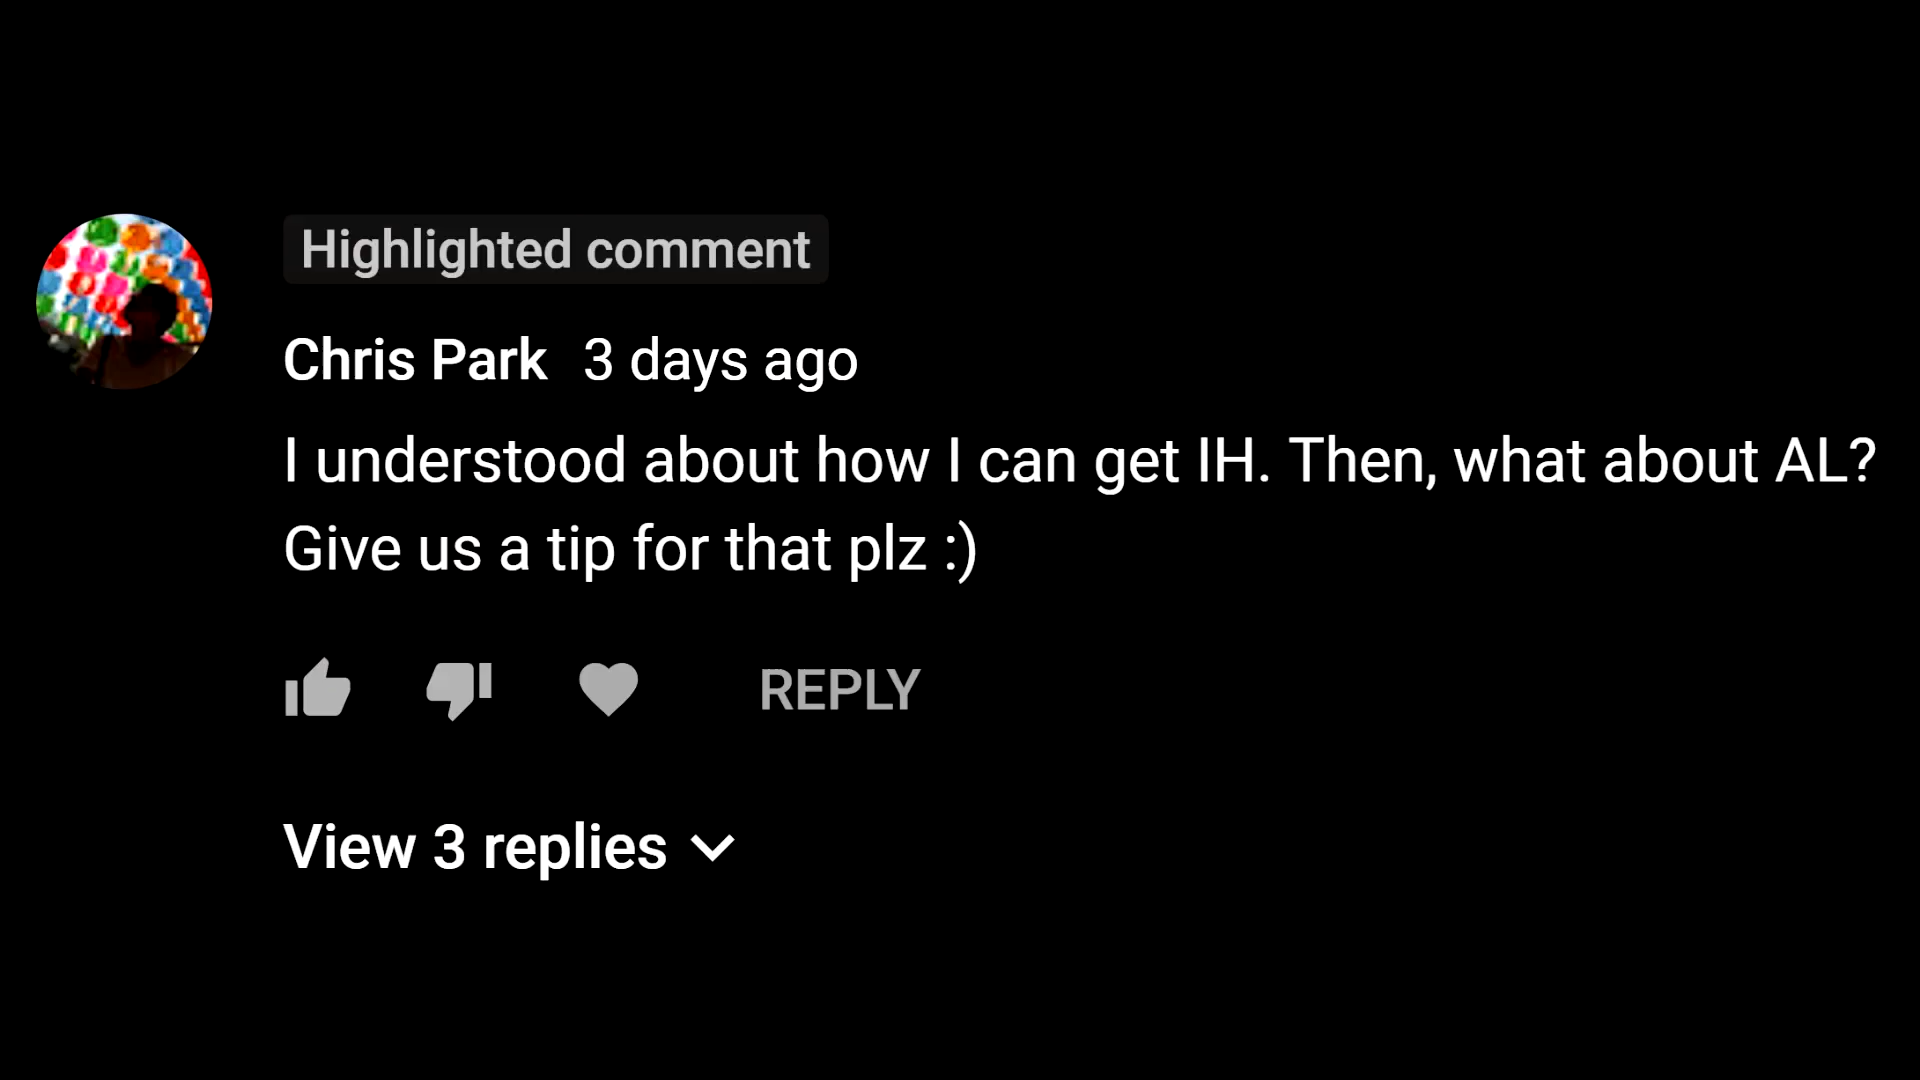 Highlighted comment
Chris Park 3 days ago
I understood about how I can get IH. Then, what about AL?
Give us a tip for that plz :)
REPLY
View 3 replies